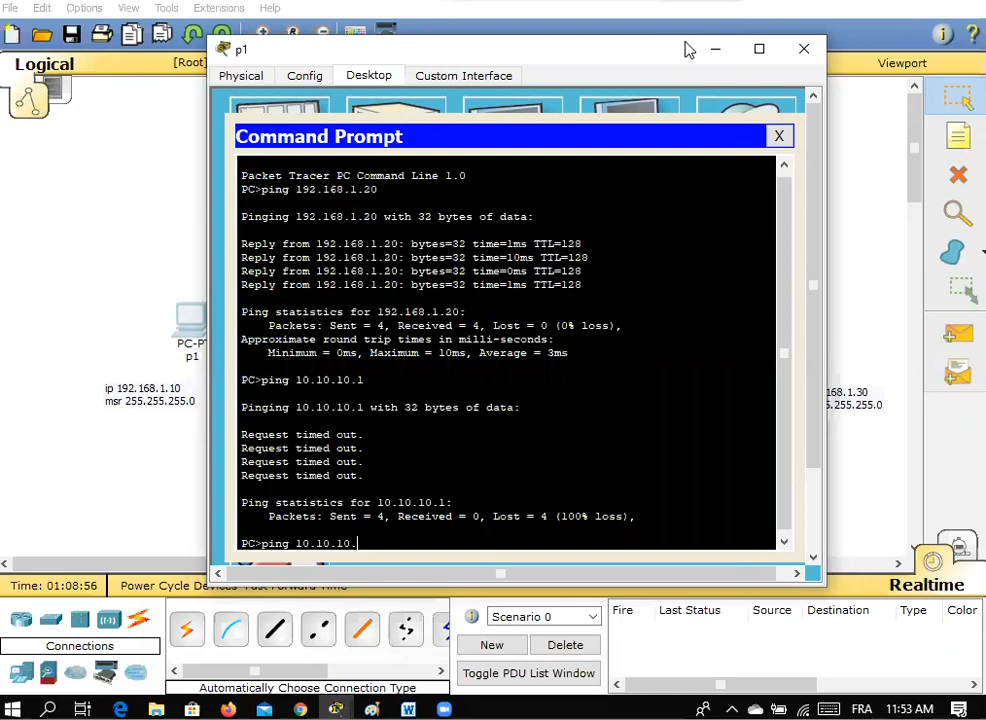 File Edit Options View Tools Extensions Help
p1
Logical
[Root]
Viewport
Physical Config Desktop Custom Interface
Command Prompt
X
Packet Tracer PC Command Line 1.0
PC>ping 192.168.1.20
Pinging 192.168.1.20 with 32 bytes of data:
Reply from 192.168.1.20: bytes=32 time=1ms TTL=128
Reply from 192.168.1.20: bytes=32 time=10ms TTL=128
Reply from 192.168.1.20: bytes=32 time=0ms TTL=128
Reply from 192.168.1.20: bytes=32 time=1ms TTL=128
Ping statistics for 192.168.1.20:
Packets: Sent = 4, Received = 4, Lost = 0 (0% loss),
Approximate round trip times in milli-seconds:
Minimum = 0ms, Maximum = 10ms, Average = 3ms
PC>ping 10.10.10.1
Pinging 10.10.10.1 with 32 bytes of data:
Request timed out.
Request timed out.
Request timed out.
Request timed out.
Ping statistics for 10.10.10.1:
Packets: Sent = 4, Received = 0, Lost = 4 (100% loss),
PC>ping 10.10.10.
PC-PT
p1
ip 192.168.1.10
msr 255.255.255.0
168.1.30
255.255.0
Time: 01:08:56 Power Cycle Devices Fast Forward Time
Realtime
Connections
Automatically Choose Connection Type
Scenario 0
New Delete
Toggle PDU List Window
Fire Last Status Source Destination Type Color
FRA 11:53 AM